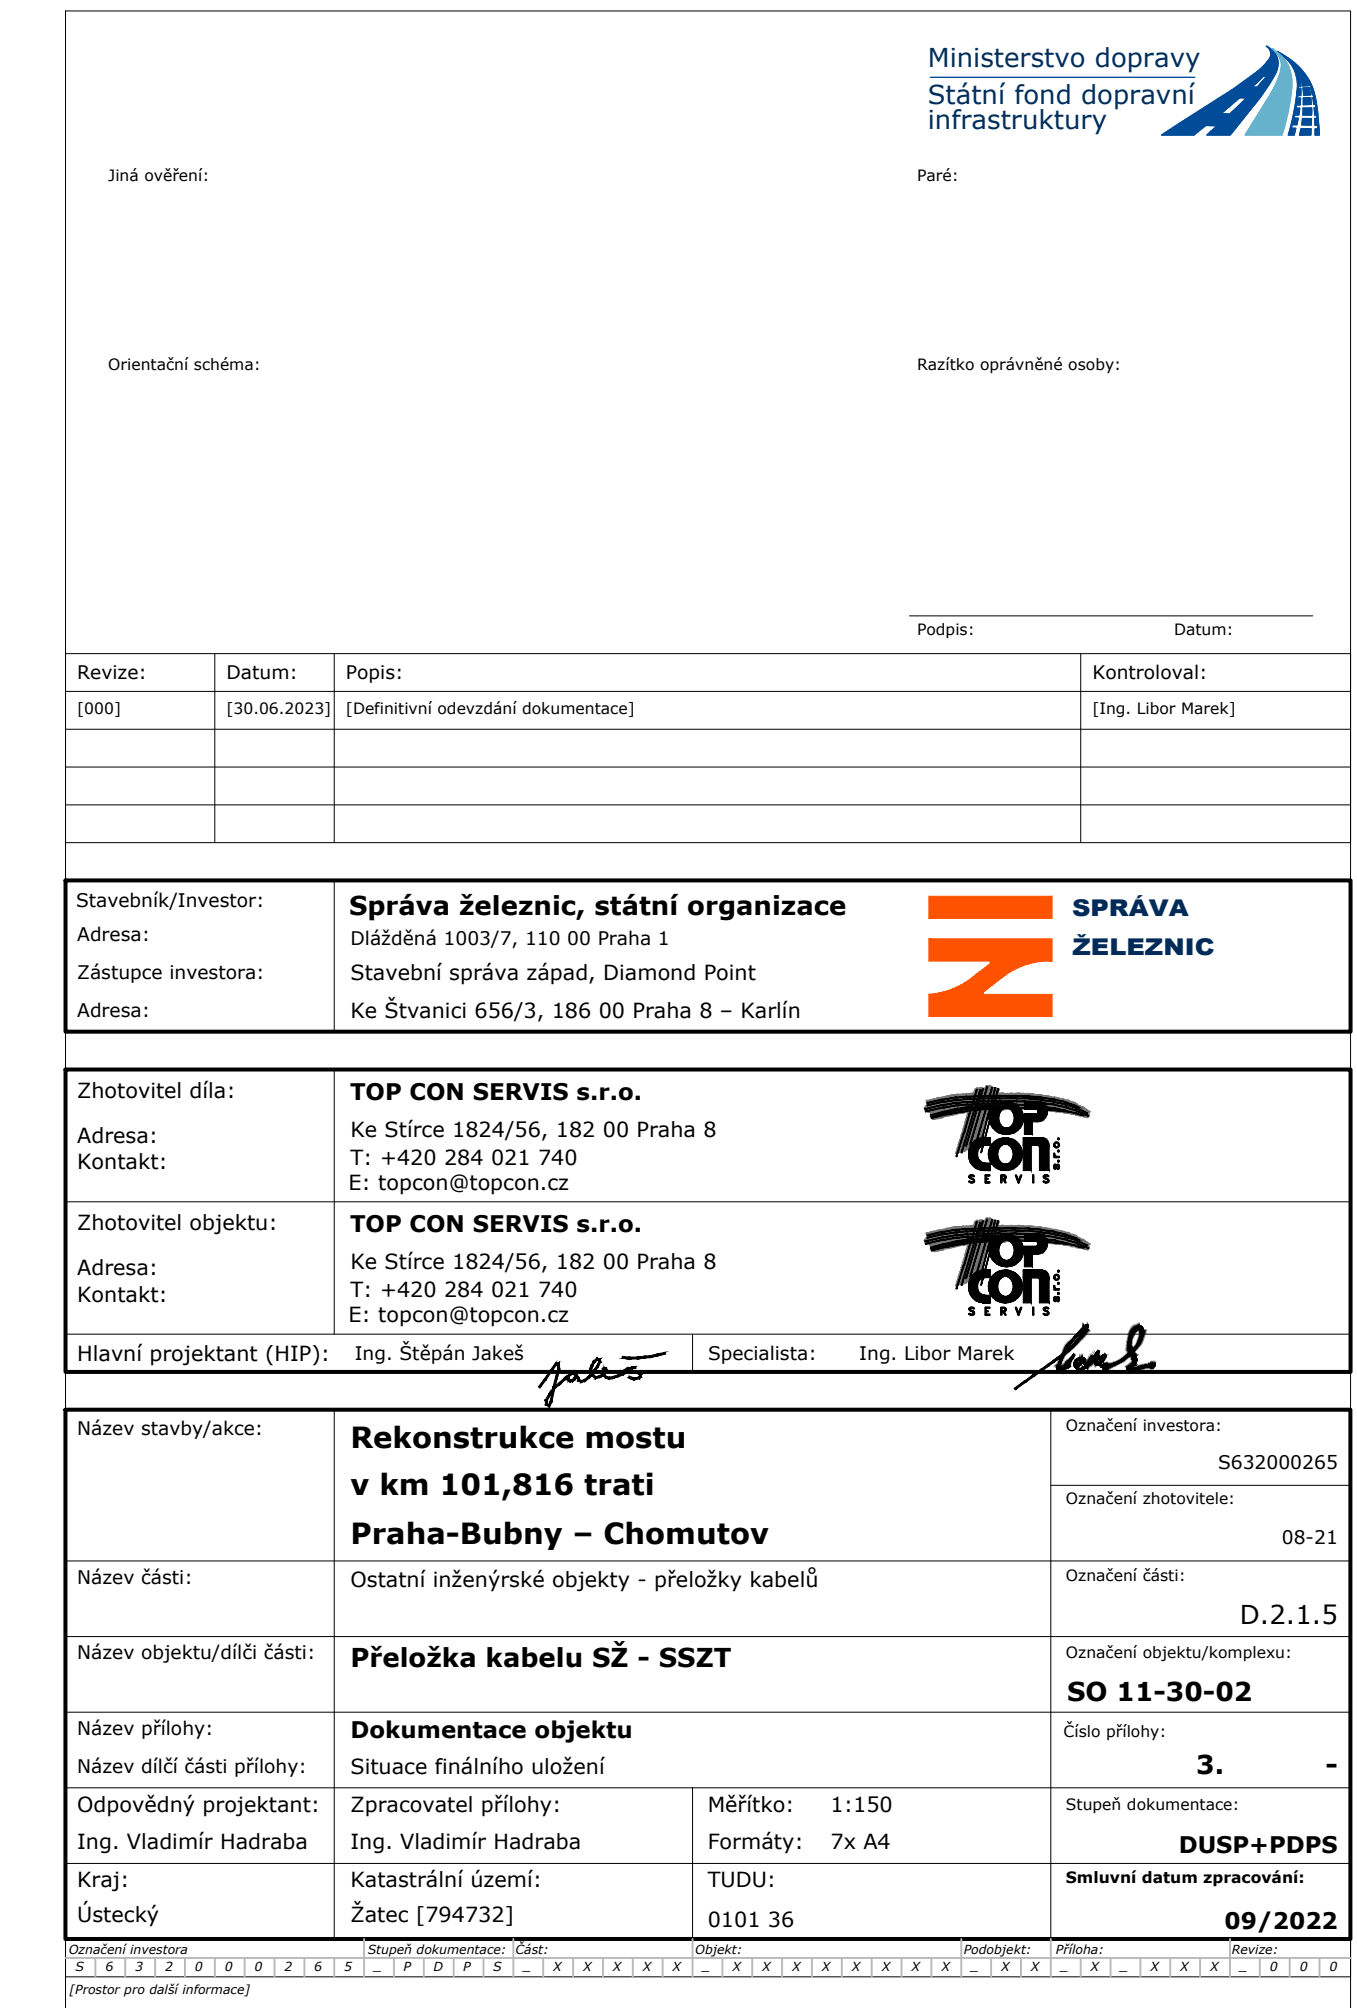 Ministerstvo dopravy
Státní fond dopravní
infrastruktury
Jiná ověření:
Paré:
Orientační schéma:
Razítko oprávněné osoby:
Podpis: Datum:
Revize: Datum: Popis: Kontroloval:
[000] [30.06.2023] [Definitivní odevzdání dokumentace] [Ing. Libor Marek]
Stavebník/Investor: Správa železnic, státní organizace
Adresa: Dlážděná 1003/7, 110 00 Praha 1
Zástupce investora: Stavební správa západ, Diamond Point
Adresa: Ke Štvanici 656/3, 186 00 Praha 8 – Karlín
SPRÁVA
ŽELEZNIC
Zhotovitel díla: TOP CON SERVIS s.r.o.
Adresa: Ke Stírce 1824/56, 182 00 Praha 8
Kontakt: T: +420 284 021 740
E: topcon@topcon.cz
TOP
CON s.r.o.
SERVIS
Zhotovitel objektu: TOP CON SERVIS s.r.o.
Adresa: Ke Stírce 1824/56, 182 00 Praha 8
Kontakt: T: +420 284 021 740
E: topcon@topcon.cz
TOP
CON s.r.o.
SERVIS
Hlavní projektant (HIP): Ing. Štěpán Jakeš Jakeš Specialista: Ing. Libor Marek
Název stavby/akce: Rekonstrukce mostu
v km 101,816 trati
Praha-Bubny – Chomutov
Označení investora:
S632000265
Označení zhotovitele:
08-21
Název části: Ostatní inženýrské objekty - přeložky kabelů
Označení části:
D.2.1.5
Název objektu/dílči části: Přeložka kabelu SŽ - SSZT
Označení objektu/komplexu:
SO 11-30-02
Název přílohy: Dokumentace objektu
Název dílčí části přílohy: Situace finálního uložení
Číslo přílohy:
3. -
Odpovědný projektant: Zpracovatel přílohy: Měřítko: 1:150
Ing. Vladimír Hadraba Ing. Vladimír Hadraba Formáty: 7x A4
Stupeň dokumentace:
DUSP+PDPS
Kraj: Katastrální území: TUDU:
Ústecký Žatec [794732] 0101 36
Smluvní datum zpracování:
09/2022
Označení investora Stupeň dokumentace: Část: Objekt: Podobjekt: Příloha: Revize:
S 6 3 2 0 0 0 2 6 5 _ P D P S _ X X X X X _ X X X X X X X X _ X X _ X _ X X X _ 0 0 0
[Prostor pro další informace]